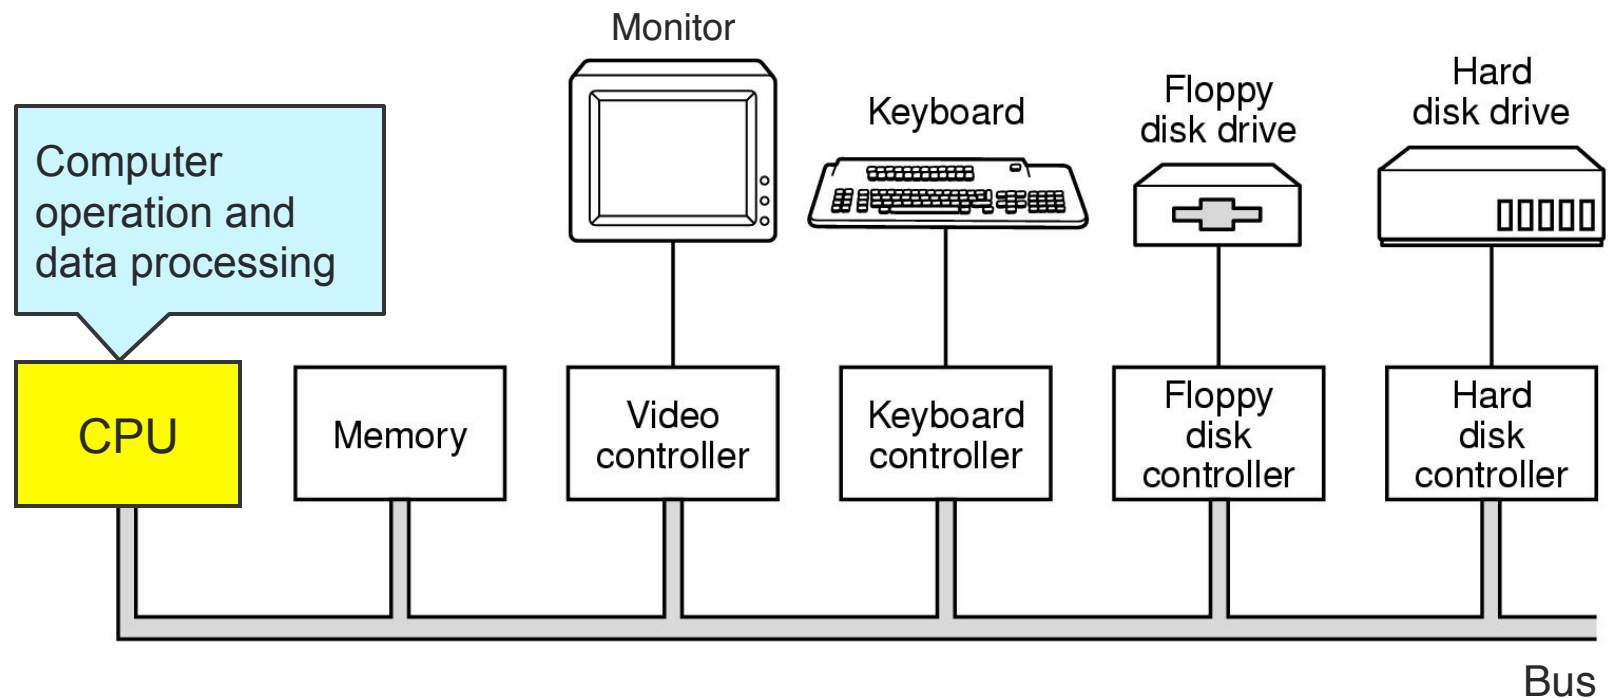 Monitor
Keyboard
Floppy
disk drive
Hard
disk drive
Computer
operation and
data processing
CPU
Memory
Video
controller
Keyboard
controller
Floppy
disk
controller
Hard
disk
controller
Bus